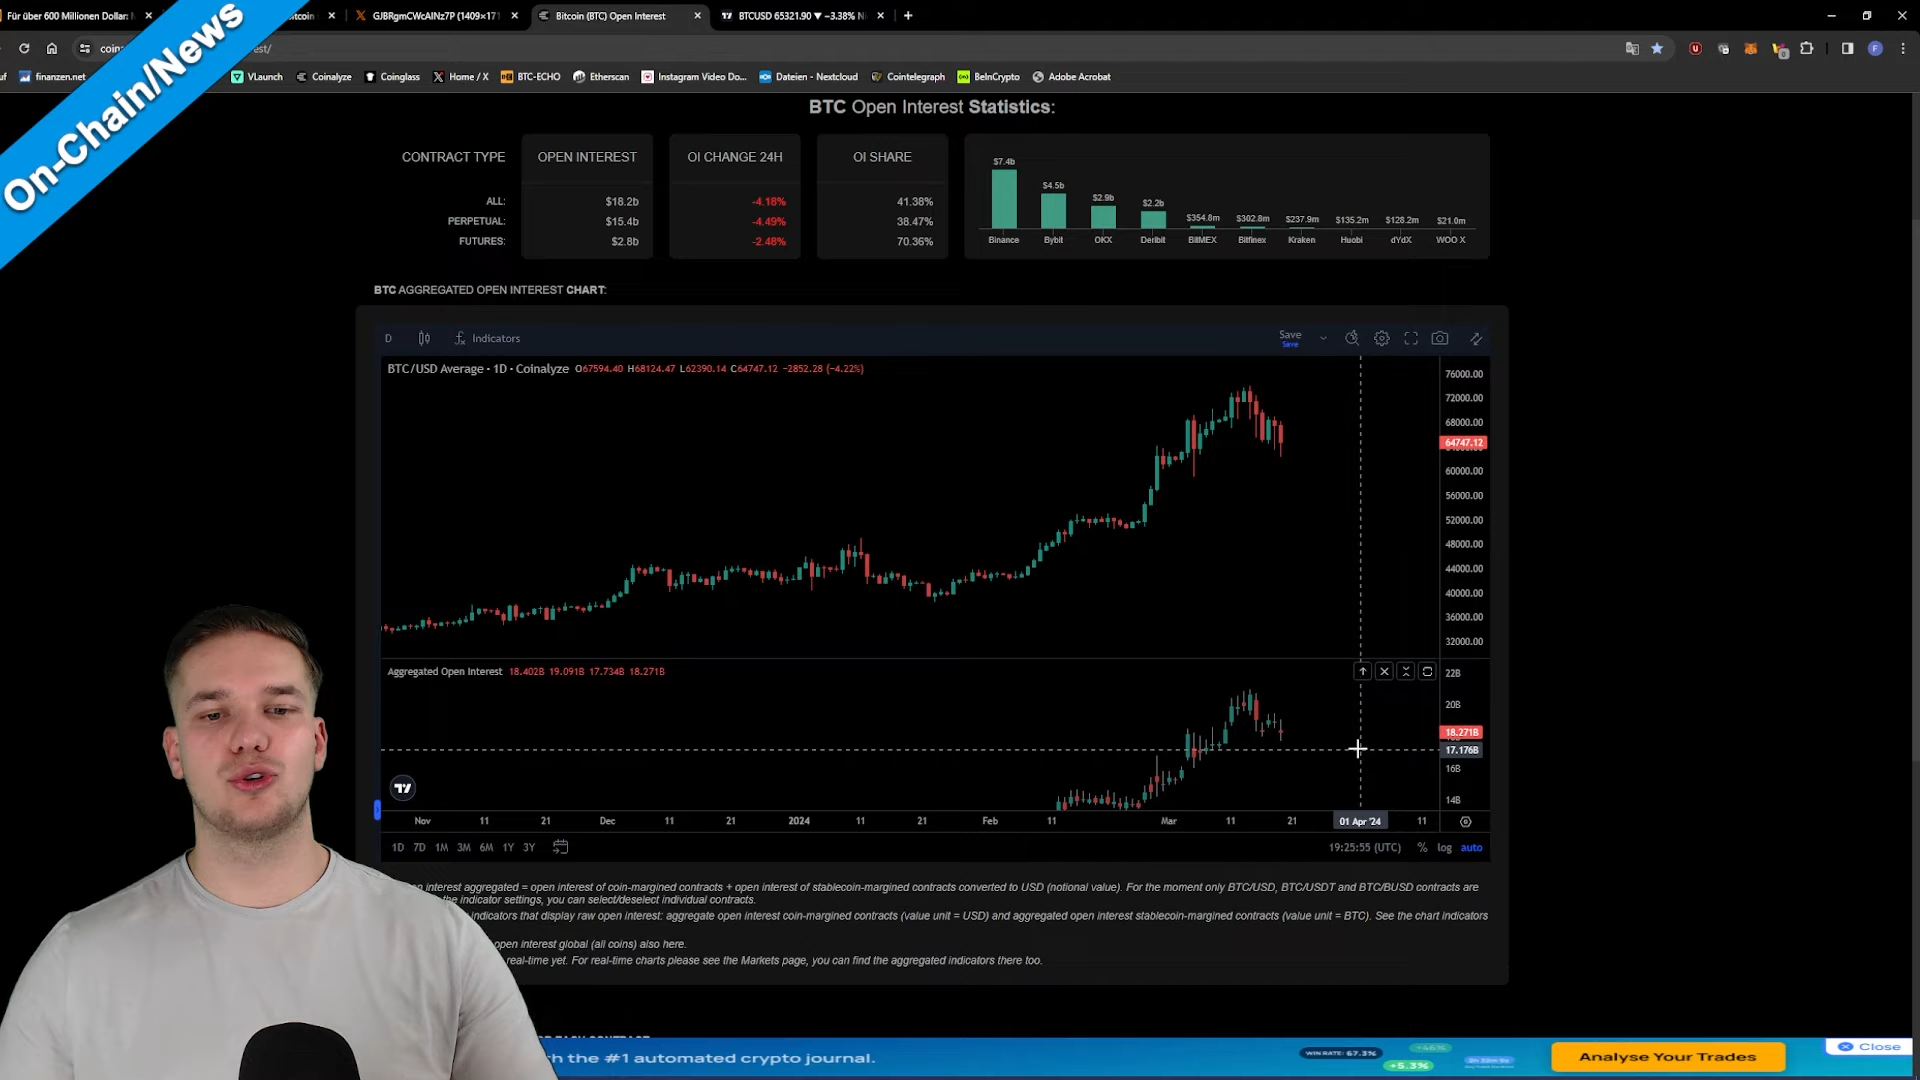 Für über 600 Millionen Dollar:
GJBRgmCWcAINz7P (1409×17
Bitcoin (BTC) Open Interest
BTCUSD 65321.90 ▼ −3.38%
finanzen.net
VLaunch
Coinalyze
Coinglass
Home / X
BTC-ECHO
Etherscan
Instagram Video Do...
Dateien - Nextcloud
Cointelegraph
BeInCrypto
Adobe Acrobat
On-Chain/News
BTC Open Interest Statistics:
CONTRACT TYPE OPEN INTEREST OI CHANGE 24H OI SHARE
ALL: $18.2b -4.18% 41.38%
PERPETUAL: $15.4b -4.49% 38.47%
FUTURES: $2.8b -2.48% 70.36%
$7.4b $4.5b $2.9b $2.2b $354.8m $302.8m $237.9m $135.2m $128.2m $21.0m
Binance Bybit OKX Deribit BitMEX Bitfinex Kraken Huobi dYdX WOO X
BTC AGGREGATED OPEN INTEREST CHART:
D Indicators Save
Save
BTC/USD Average · 1D · Coinalyze O67594.40 H68124.47 L62390.14 C64747.12 −2852.28 (−4.22%)
76000.00
72000.00
68000.00
64747.12
60000.00
56000.00
52000.00
48000.00
44000.00
40000.00
36000.00
32000.00
Aggregated Open Interest 18.402B 19.091B 17.734B 18.271B
22B
20B
18.271B
17.176B
16B
14B
Nov 11 21 Dec 11 21 2024 11 21 Feb 11 Mar 11 21 01 Apr '24 11
1D 7D 1M 3M 6M 1Y 3Y 19:25:55 (UTC) % log auto
interest aggregated = open interest of coin-margined contracts + open interest of stablecoin-margined contracts converted to USD (notional value). For the moment only BTC/USD, BTC/USDT and BTC/BUSD contracts are
the indicator settings, you can select/deselect individual contracts.
indicators that display raw open interest: aggregate open interest coin-margined contracts (value unit = USD) and aggregated open interest stablecoin-margined contracts (value unit = BTC). See the chart indicators
open interest global (all coins) also here.
real-time yet. For real-time charts please see the Markets page, you can find the aggregated indicators there too.
the #1 automated crypto journal.
WIN RATE: 67.3%
+46%
+5.3%
Analyse Your Trades
Close